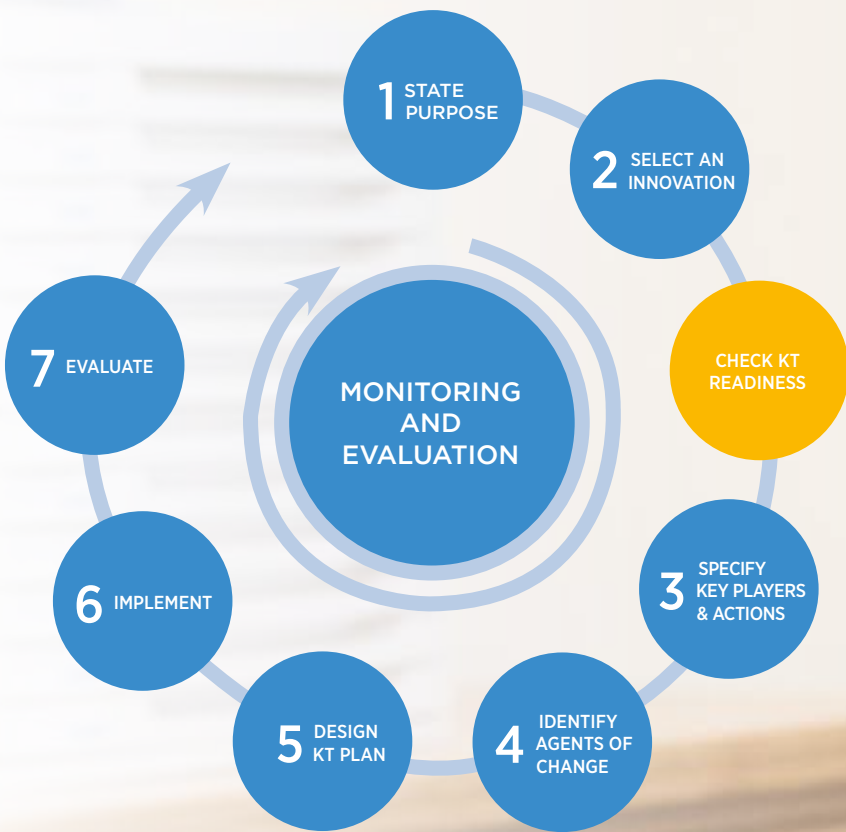 1 STATE
PURPOSE
2 SELECT AN
INNOVATION
CHECK KT
READINESS
3 SPECIFY
KEY PLAYERS
& ACTIONS
4 IDENTIFY
AGENTS OF
CHANGE
5 DESIGN
KT PLAN
6 IMPLEMENT
7 EVALUATE
MONITORING
AND
EVALUATION